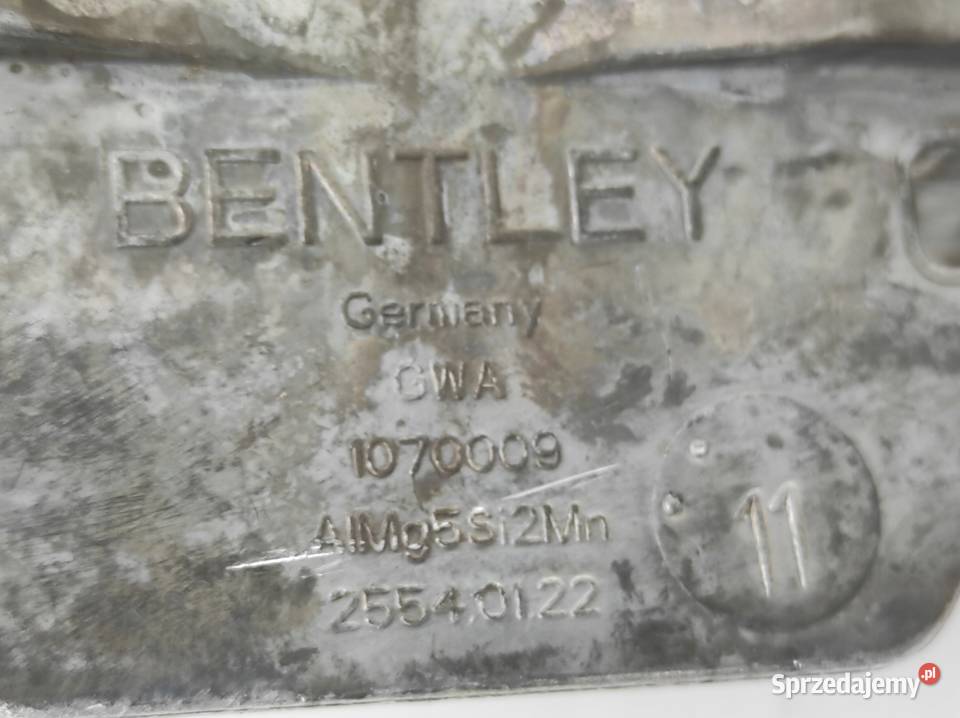 BENTLEY
Germany
GWA
1070009
AlMg5Si2Mn
11
2554.01.22
Sprzedajemy.pl